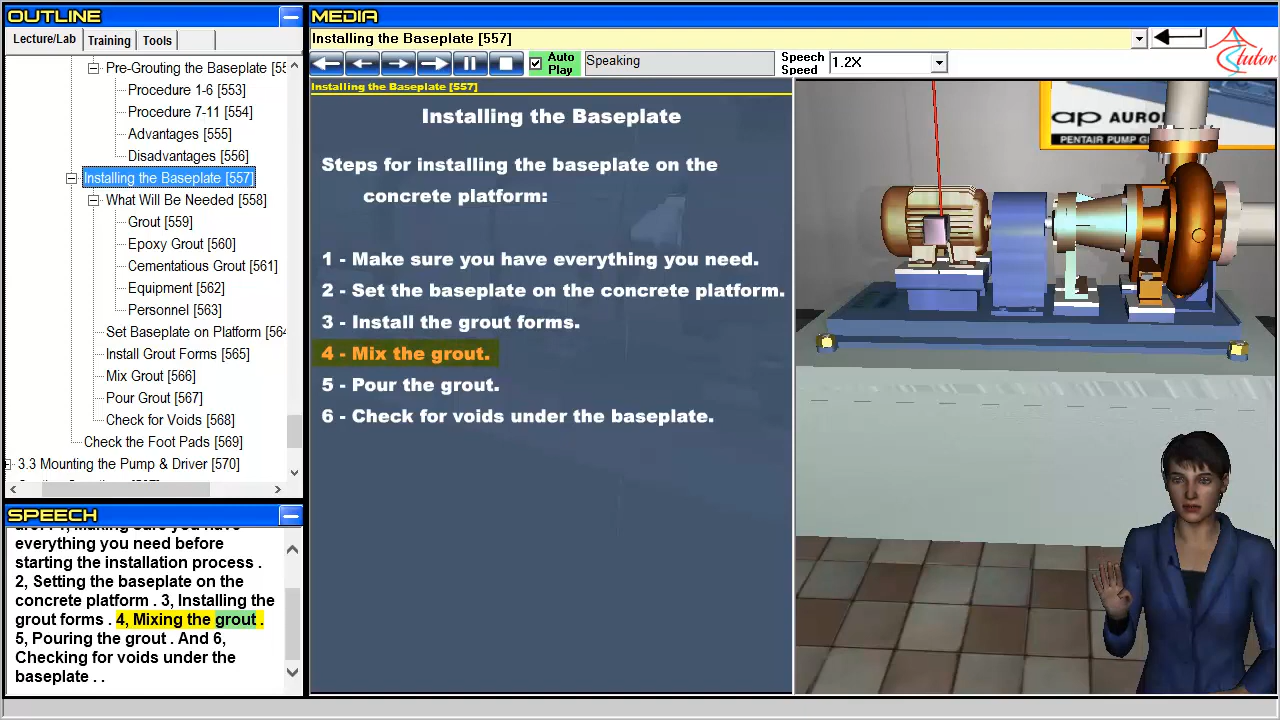 OUTLINE
Lecture/Lab Training Tools
Pre-Grouting the Baseplate [55
Procedure 1-6 [553]
Procedure 7-11 [554]
Advantages [555]
Disadvantages [556]
Installing the Baseplate [557]
What Will Be Needed [558]
Grout [559]
Epoxy Grout [560]
Cementatious Grout [561]
Equipment [562]
Personnel [563]
Set Baseplate on Platform [564
Install Grout Forms [565]
Mix Grout [566]
Pour Grout [567]
Check for Voids [568]
Check the Foot Pads [569]
3.3 Mounting the Pump & Driver [570]
SPEECH
everything you need before
starting the installation process .
2, Setting the baseplate on the
concrete platform . 3, Installing the
grout forms . 4, Mixing the grout .
5, Pouring the grout . And 6,
Checking for voids under the
baseplate . .
MEDIA
Installing the Baseplate [557]
Auto
Play
Speaking
Speech
Speed
1.2X
tutor
Installing the Baseplate [557]
Installing the Baseplate
Steps for installing the baseplate on the
concrete platform:
1 - Make sure you have everything you need.
2 - Set the baseplate on the concrete platform.
3 - Install the grout forms.
4 - Mix the grout.
5 - Pour the grout.
6 - Check for voids under the baseplate.
ap AURO
PENTAIR PUMP G